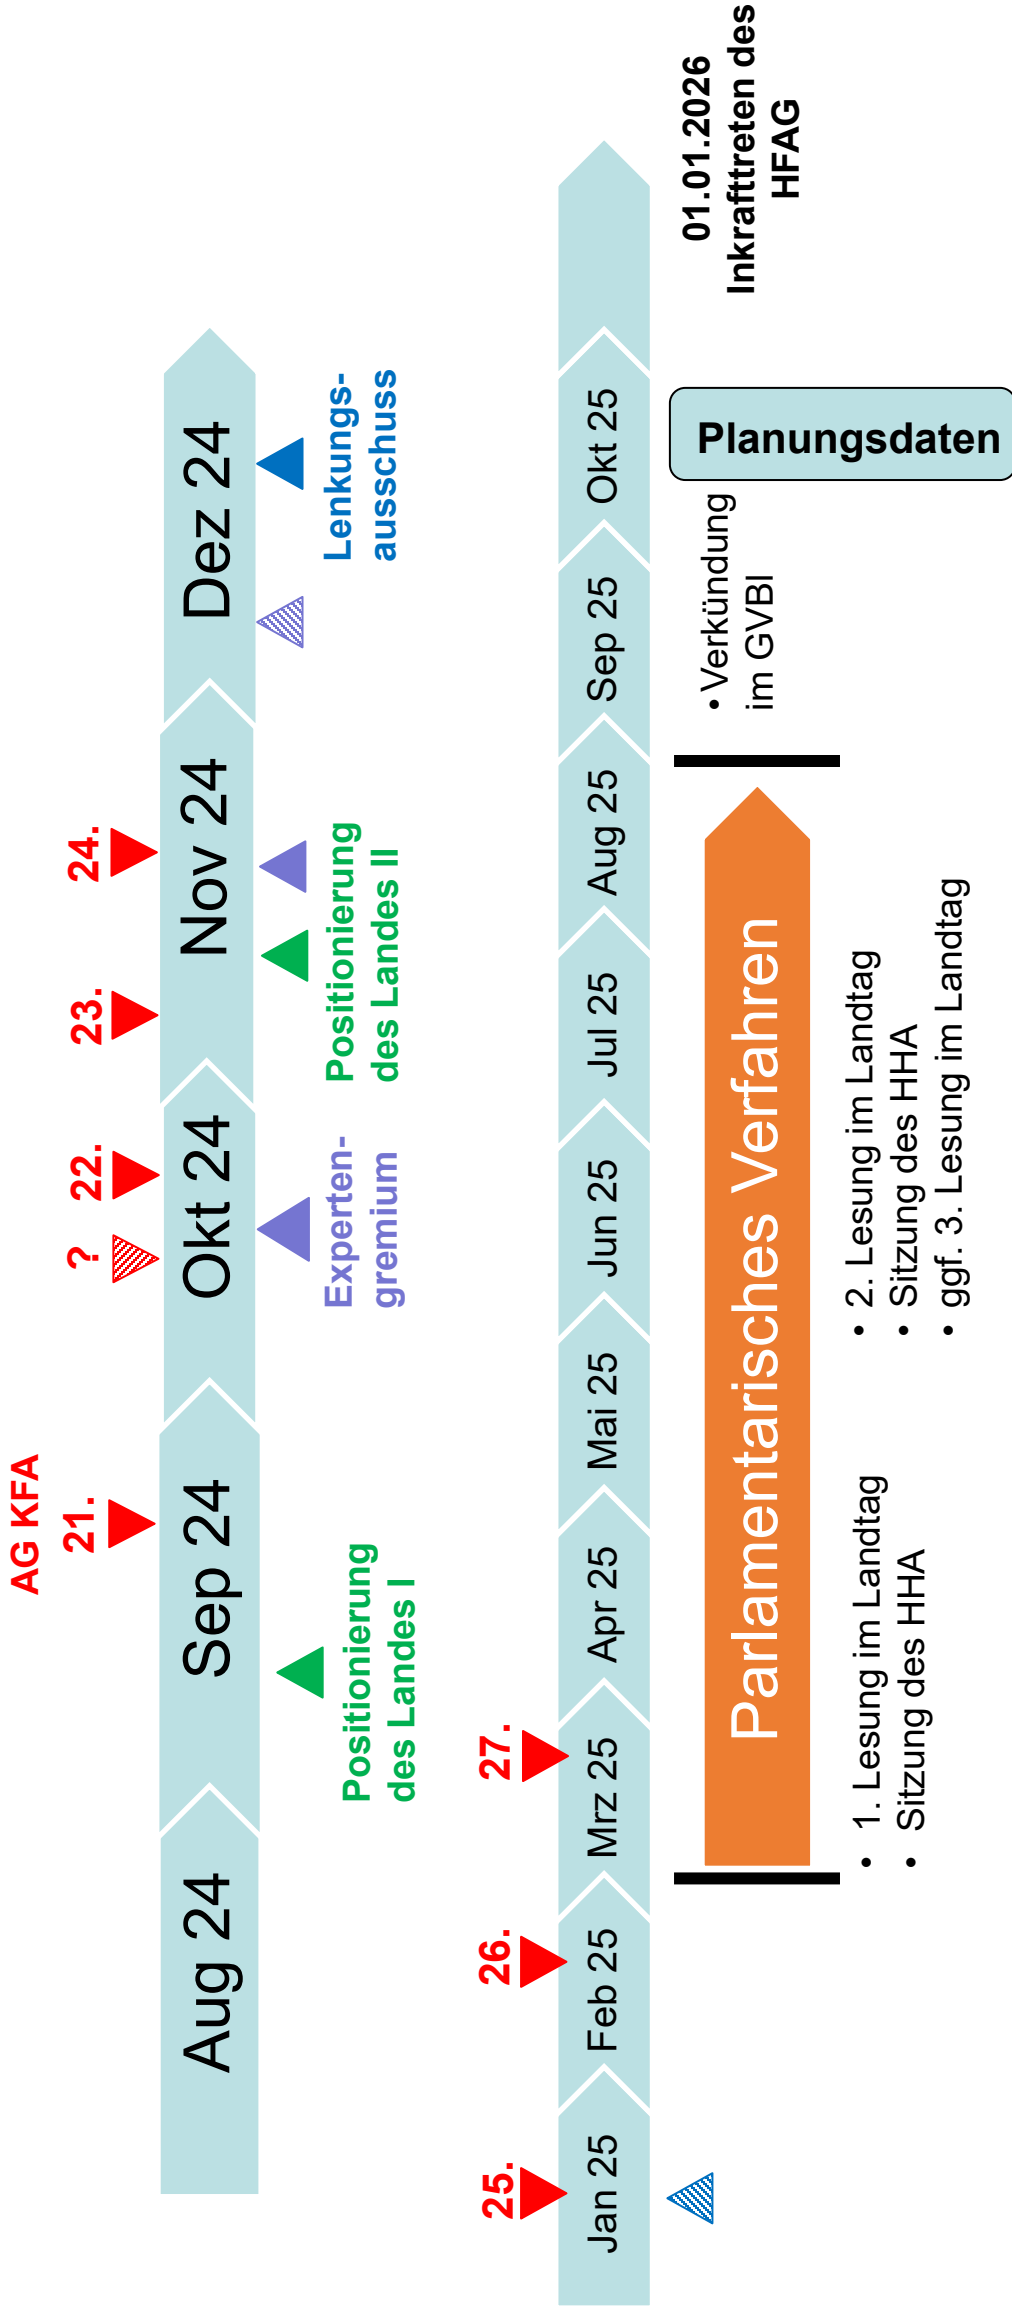 AG KFA
21.
?
22.
23.
24.
Aug 24
Sep 24
Okt 24
Nov 24
Dez 24
Positionierung
des Landes I
Experten-
gremium
Positionierung
des Landes II
Lenkungs-
ausschuss
25.
26.
27.
Jan 25
Feb 25
Mrz 25
Apr 25
Mai 25
Jun 25
Jul 25
Aug 25
Sep 25
Okt 25
01.01.2026
Inkrafttreten des
HFAG
Parlamentarisches Verfahren
• Verkündung
im GVBl
Planungsdaten
• 1. Lesung im Landtag
• Sitzung des HHA
• 2. Lesung im Landtag
• Sitzung des HHA
• ggf. 3. Lesung im Landtag